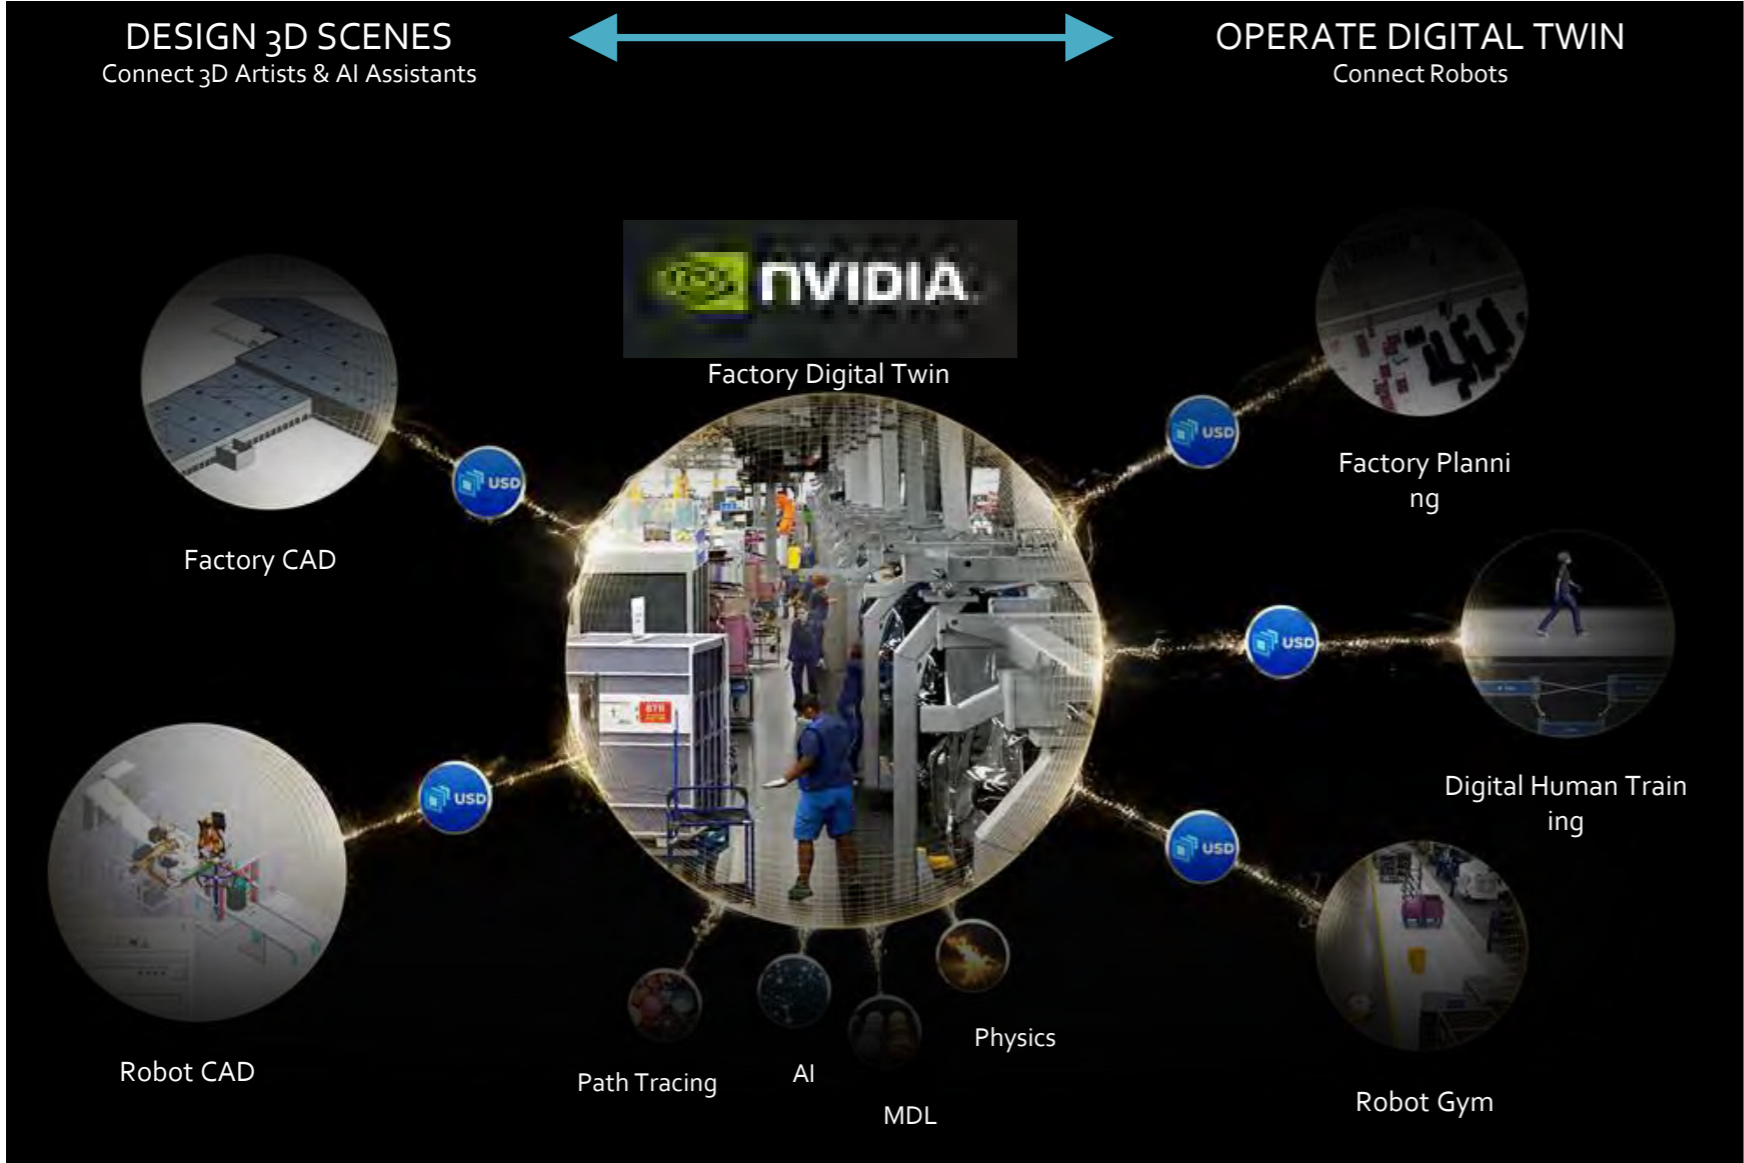 DESIGN 3D SCENES
Connect 3D Artists & AI Assistants
OPERATE DIGITAL TWIN
Connect Robots
NVIDIA
Factory Digital Twin
USD
USD
Factory CAD
Factory Planni
ng
USD
Digital Human Train
ing
USD
USD
Robot CAD
Path Tracing
AI
MDL
Physics
Robot Gym